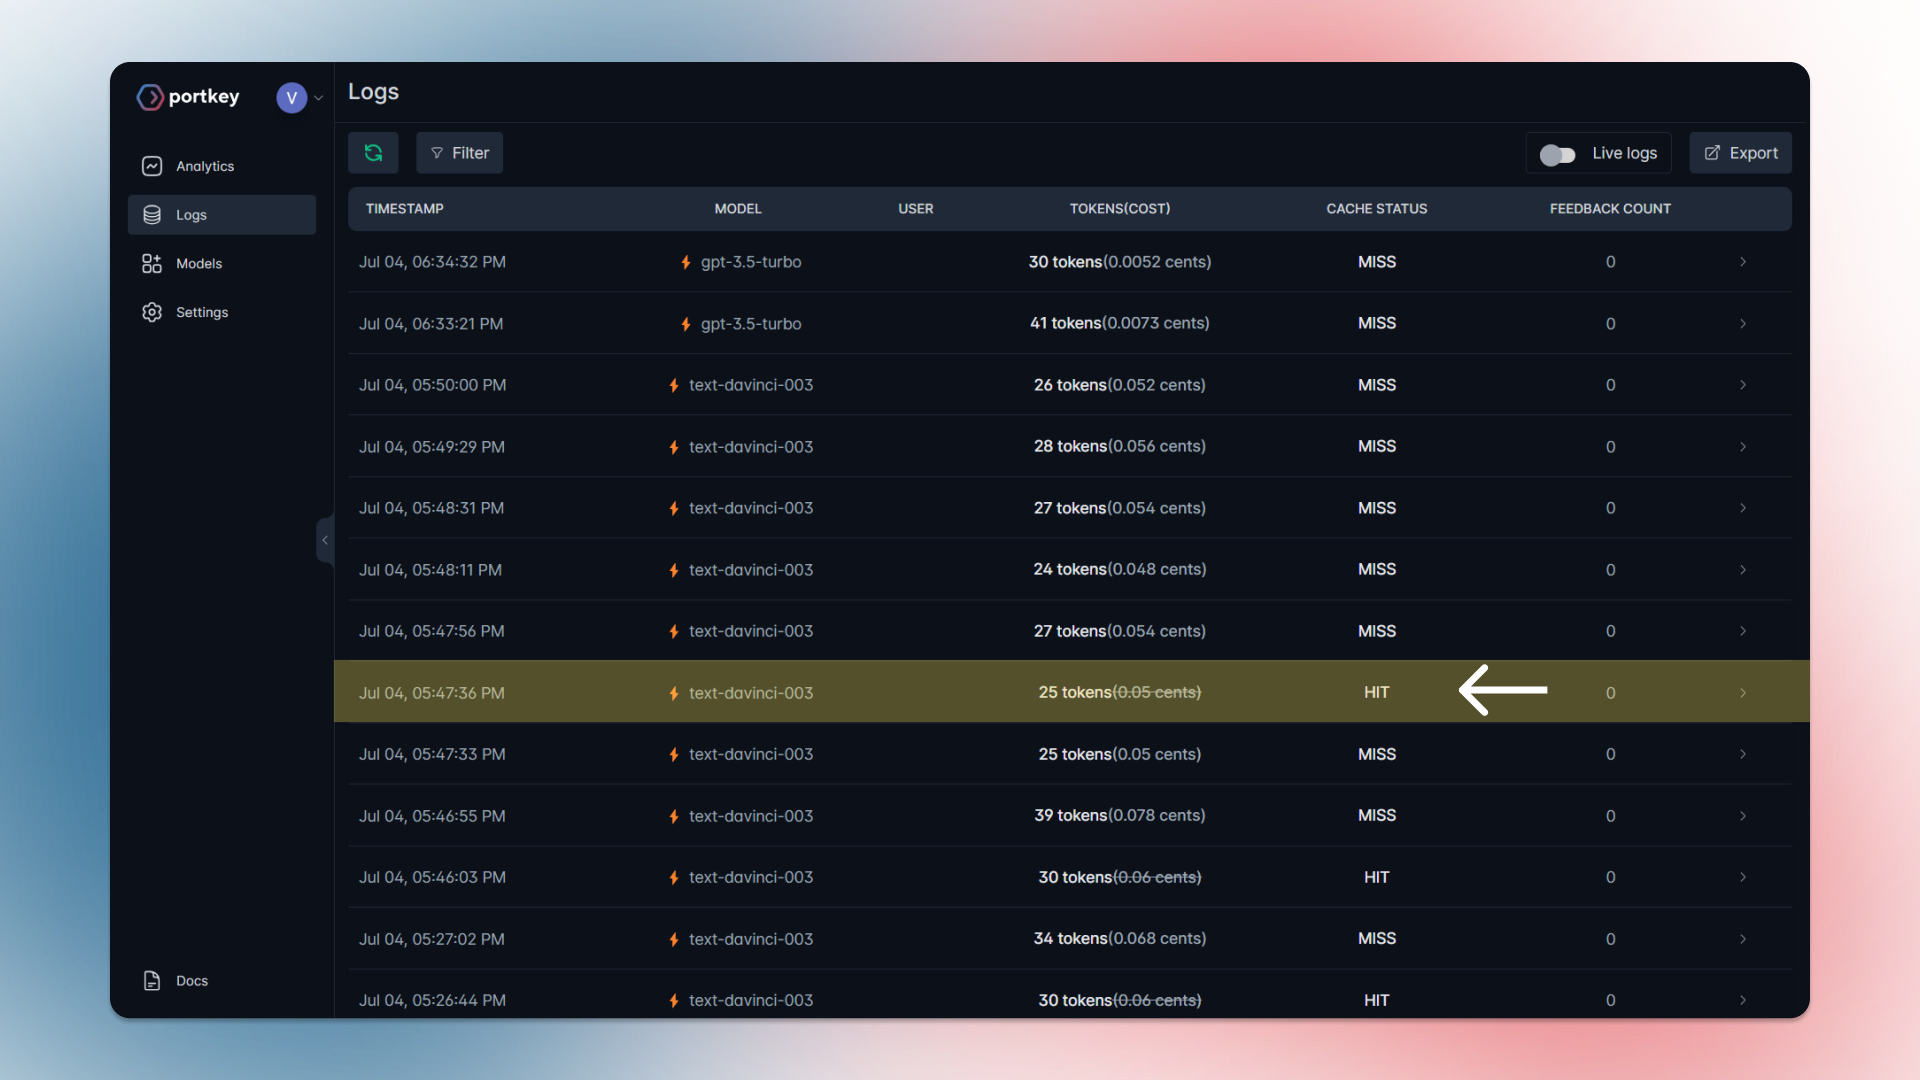 portkey V
Logs
Filter
Live logs
Export
Analytics
Logs
Models
Settings
Docs
TIMESTAMP MODEL USER TOKENS(COST) CACHE STATUS FEEDBACK COUNT
Jul 04, 06:34:32 PM gpt-3.5-turbo 30 tokens(0.0052 cents) MISS 0
Jul 04, 06:33:21 PM gpt-3.5-turbo 41 tokens(0.0073 cents) MISS 0
Jul 04, 05:50:00 PM text-davinci-003 26 tokens(0.052 cents) MISS 0
Jul 04, 05:49:29 PM text-davinci-003 28 tokens(0.056 cents) MISS 0
Jul 04, 05:48:31 PM text-davinci-003 27 tokens(0.054 cents) MISS 0
Jul 04, 05:48:11 PM text-davinci-003 24 tokens(0.048 cents) MISS 0
Jul 04, 05:47:56 PM text-davinci-003 27 tokens(0.054 cents) MISS 0
Jul 04, 05:47:36 PM text-davinci-003 25 tokens(0.05 cents) HIT 0
Jul 04, 05:47:33 PM text-davinci-003 25 tokens(0.05 cents) MISS 0
Jul 04, 05:46:55 PM text-davinci-003 39 tokens(0.078 cents) MISS 0
Jul 04, 05:46:03 PM text-davinci-003 30 tokens(0.06 cents) HIT 0
Jul 04, 05:27:02 PM text-davinci-003 34 tokens(0.068 cents) MISS 0
Jul 04, 05:26:44 PM text-davinci-003 30 tokens(0.06 cents) HIT 0